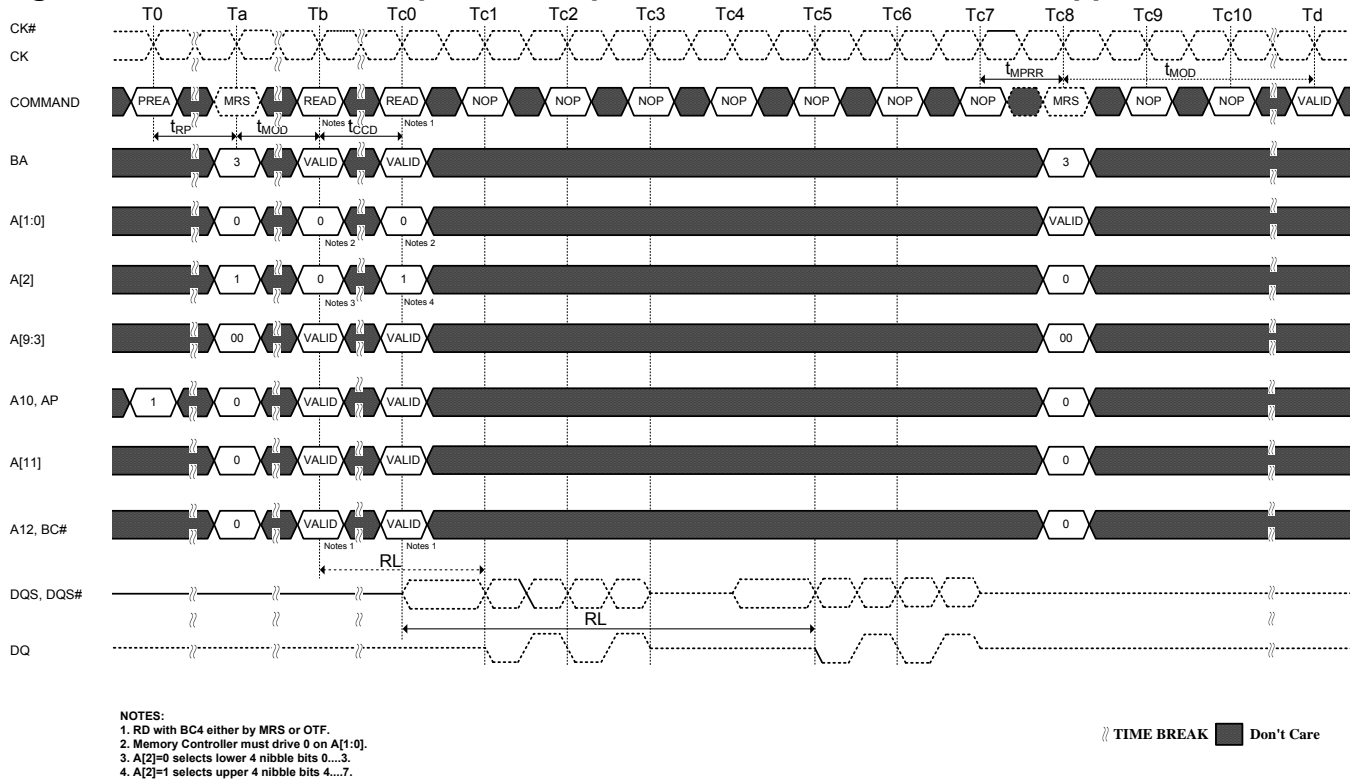 T0 Ta Tb Tc0 Tc1 Tc2 Tc3 Tc4 Tc5 Tc6 Tc7 Tc8 Tc9 Tc10 Td
CK#
CK
tMPRR tMOD
COMMAND PREA MRS READ READ NOP NOP NOP NOP NOP NOP NOP MRS NOP NOP VALID
Notes 1 Notes 1
tRP tMOD tCCD
BA 3 VALID VALID 3
A[1:0] 0 0 0 VALID
Notes 2 Notes 2
A[2] 1 0 1 0
Notes 3 Notes 4
A[9:3] 00 VALID VALID 00
A10, AP 1 0 VALID VALID 0
A[11] 0 VALID VALID 0
A12, BC# 0 VALID VALID 0
Notes 1 Notes 1
RL
DQS, DQS#
RL
DQ
NOTES:
1. RD with BC4 either by MRS or OTF.
2. Memory Controller must drive 0 on A[1:0].
3. A[2]=0 selects lower 4 nibble bits 0....3.
4. A[2]=1 selects upper 4 nibble bits 4....7.
TIME BREAK Don't Care